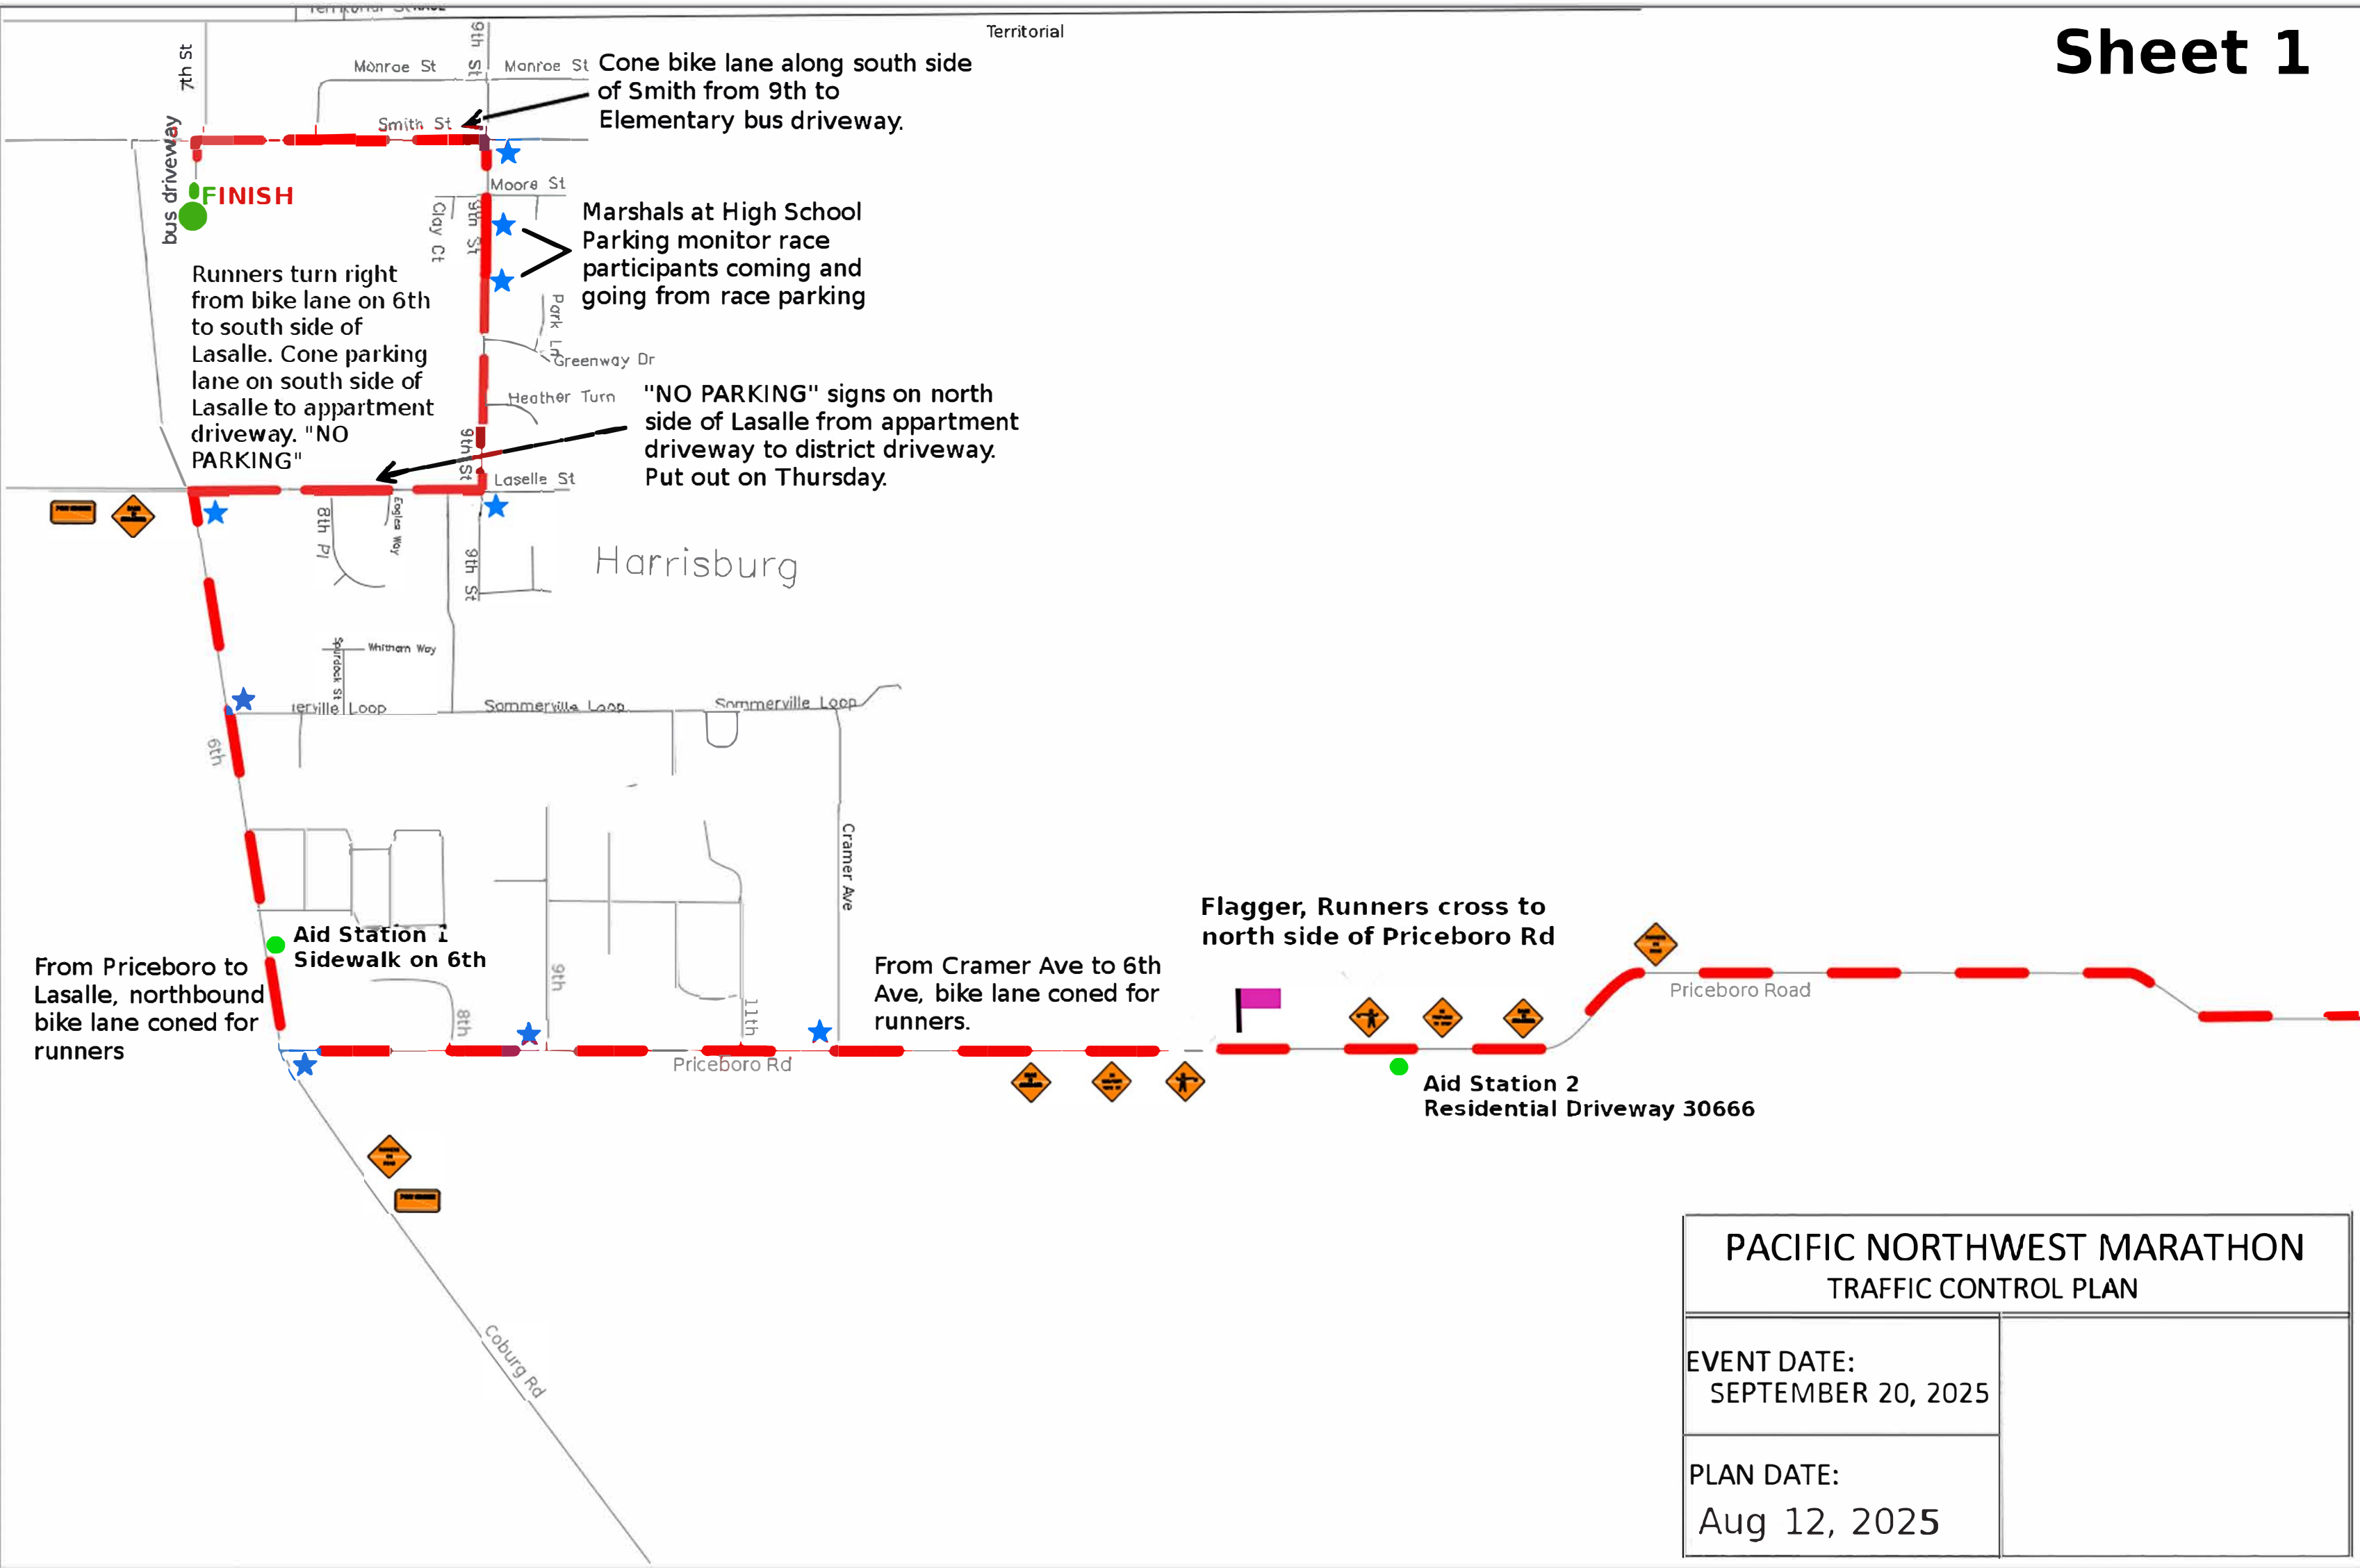 Sheet 1
Territorial
7th St
9th St
Monroe St
Monroe St
Cone bike lane along south side
of Smith from 9th to
Elementary bus driveway.
Smith St
bus driveway
FINISH
Moore St
Clay Ct
9th St
Marshals at High School
Parking monitor race
participants coming and
going from race parking
Runners turn right
from bike lane on 6th
to south side of
Lasalle. Cone parking
lane on south side of
Lasalle to appartment
driveway. "NO
PARKING"
Park Ln
Greenway Dr
Heather Turn
"NO PARKING" signs on north
side of Lasalle from appartment
driveway to district driveway.
Put out on Thursday.
9th St
Laselle St
8th Pl
Eagles Way
9th St
Harrisburg
Whitham Way
erville Loop
Sommerville Loop
Sommerville Loop
6th
Cramer Ave
Aid Station 1
Sidewalk on 6th
From Priceboro to
Lasalle, northbound
bike lane coned for
runners
8th
9th
11th
From Cramer Ave to 6th
Ave, bike lane coned for
runners.
Flagger, Runners cross to
north side of Priceboro Rd
Priceboro Road
Priceboro Rd
Aid Station 2
Residential Driveway 30666
Coburg Rd
PACIFIC NORTHWEST MARATHON
TRAFFIC CONTROL PLAN
EVENT DATE:
SEPTEMBER 20, 2025
PLAN DATE:
Aug 12, 2025